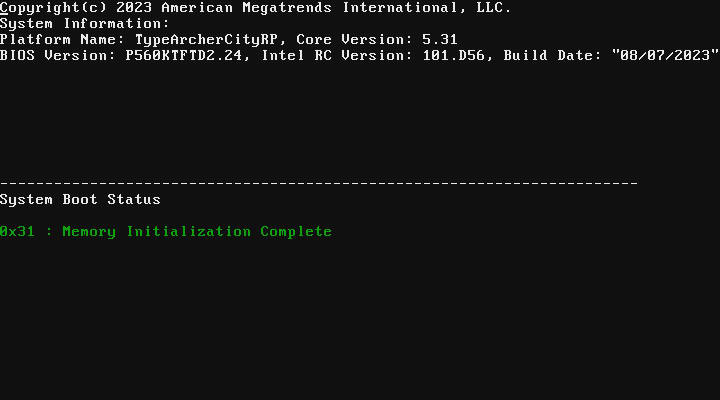 Copyright(c) 2023 American Megatrends International, LLC.
System Information:
Platform Name: TypeArcherCityRP, Core Version: 5.31
BIOS Version: P560KTFTD2.24, Intel RC Version: 101.D56, Build Date: "08/07/2023"
-----------------------------------------------------------------------
System Boot Status
0x31 : Memory Initialization Complete